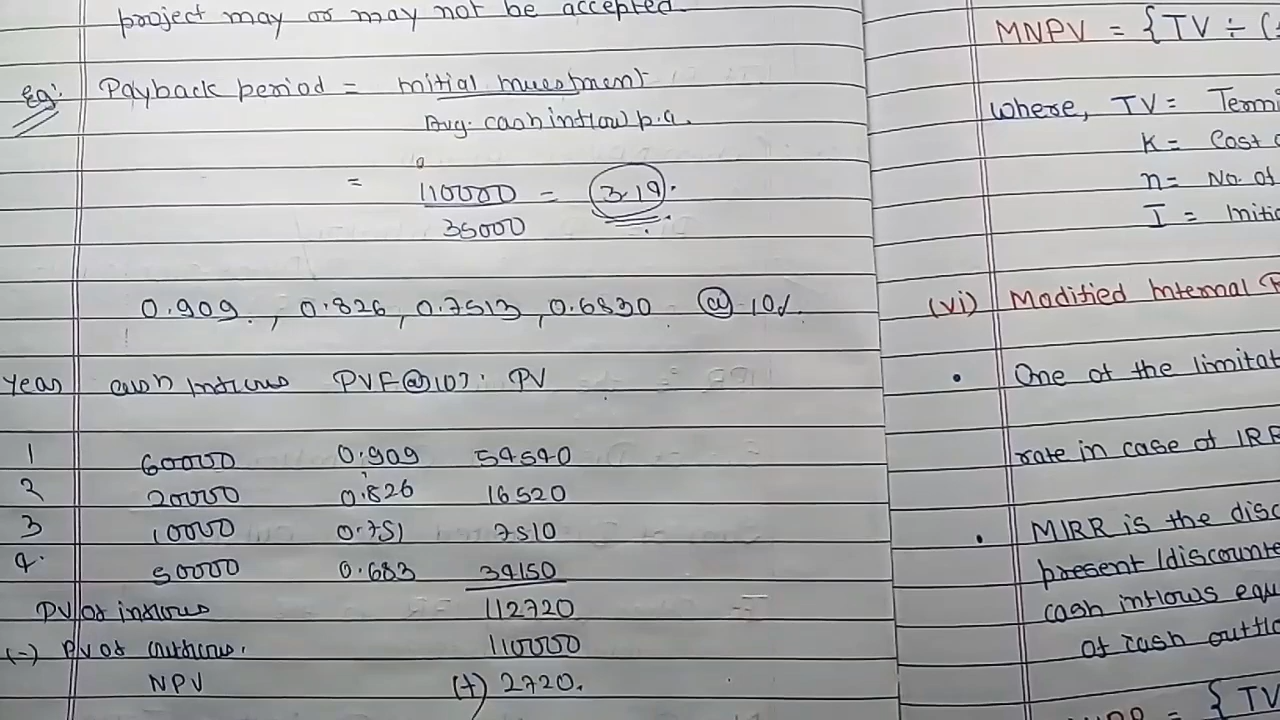 project may or may not be accepted.
Eg:
Payback period = Initial investment
Avg. cash inflow p.a.
= 110000 = 3.14.
35000
0.909, 0.826, 0.7513, 0.6830 @ 10%.
Year cash Inflows PVF@10%. PV
1 60000 0.909 54540
2 20000 0.826 16520
3 10000 0.751 7510
4. 50000 0.683 34150
PV of inflows 112720
(-) PV of outflows. 110000
NPV (+) 2720.
MNPV = {TV ÷ (
where, TV = Termi
K = Cost
n = No. of
I = Initi
(vi) Modified Internal R
• One of the limitat
rate in case of IRR
• MIRR is the disc
present/discounte
cash inflows equ
of cash outflo
= { TV